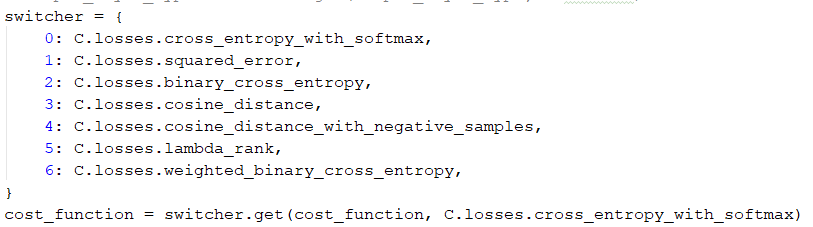 switcher = {
    0: C.losses.cross_entropy_with_softmax,
    1: C.losses.squared_error,
    2: C.losses.binary_cross_entropy,
    3: C.losses.cosine_distance,
    4: C.losses.cosine_distance_with_negative_samples,
    5: C.losses.lambda_rank,
    6: C.losses.weighted_binary_cross_entropy,
}
cost_function = switcher.get(cost_function, C.losses.cross_entropy_with_softmax)